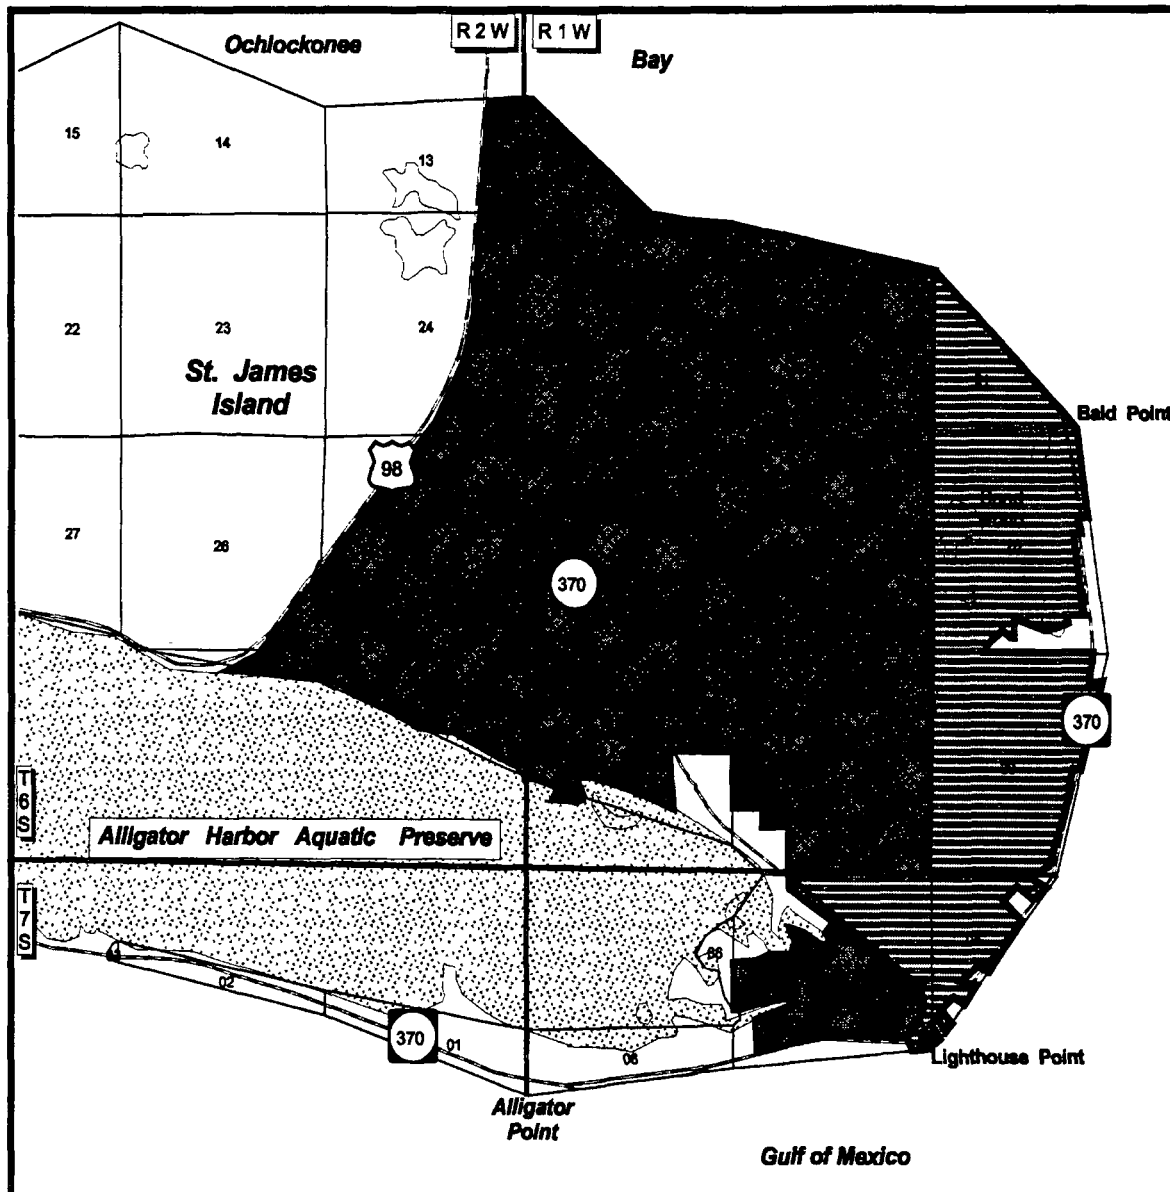 R 2 W
R 1 W
Ochlockonee
Bay
15
14
13
22
23
24
St. James
Island
Bald Point
98
27
26
370
370
T
6
S
Alligator Harbor Aquatic Preserve
T
7
S
02
370
01
06
Lighthouse Point
Alligator
Point
Gulf of Mexico